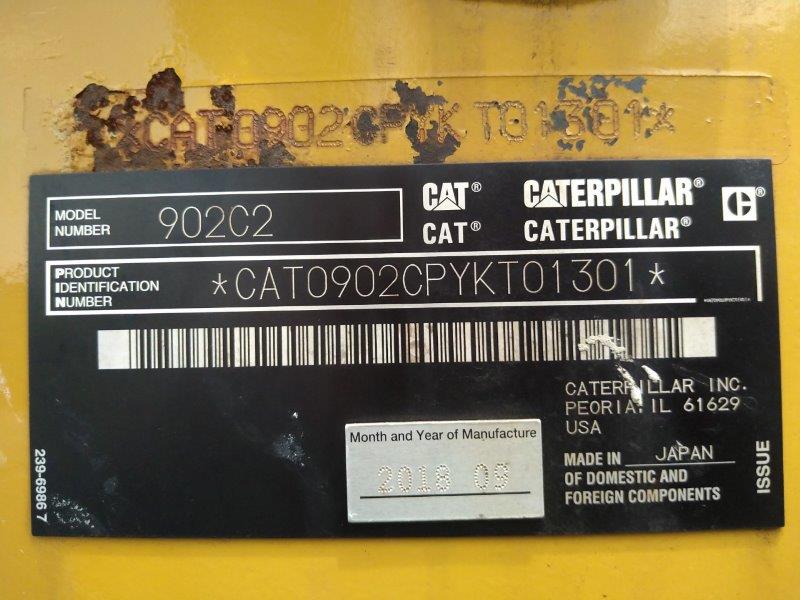 *CAT0902CPYKT01301*
CAT® CATERPILLAR®
MODEL NUMBER 902C2
CAT® CATERPILLAR®
PRODUCT IDENTIFICATION NUMBER *CAT0902CPYKT01301*
CATERPILLAR INC.
PEORIA, IL 61629
USA
Month and Year of Manufacture
2018 09
MADE IN JAPAN
OF DOMESTIC AND
FOREIGN COMPONENTS
239-6986 7
ISSUE